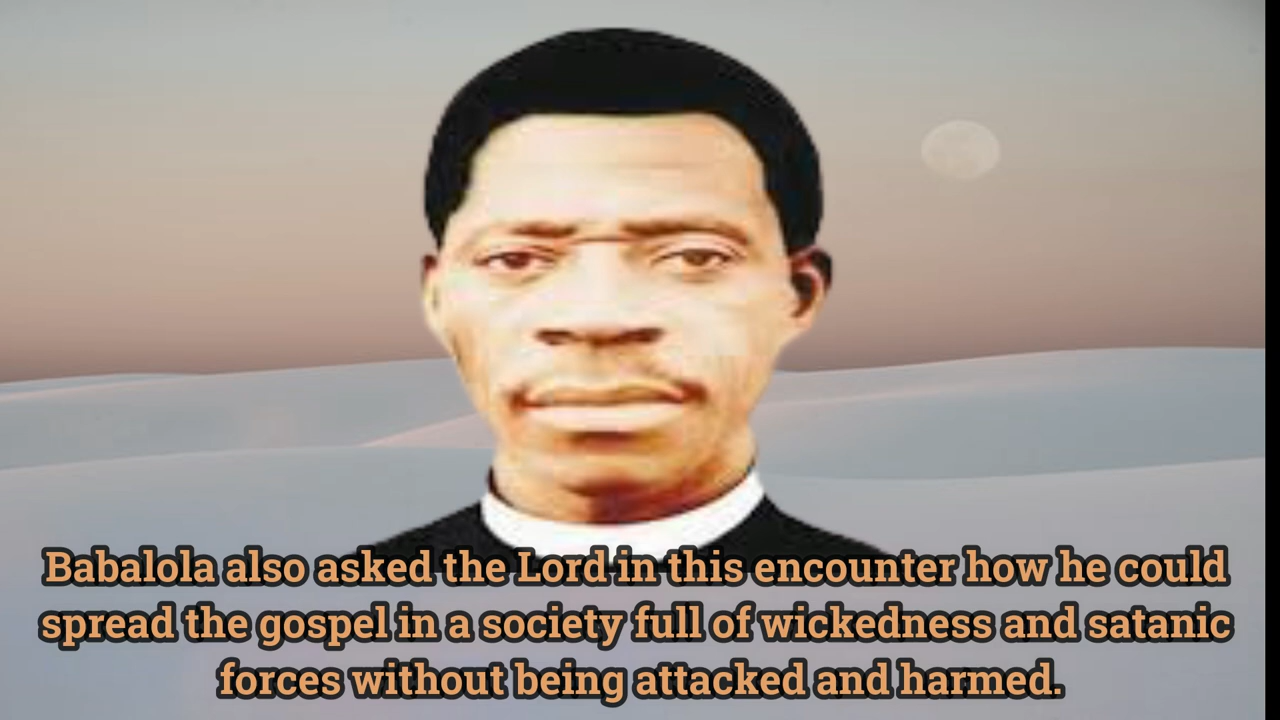 Babalola also asked the Lord in this encounter how he could
spread the gospel in a society full of wickedness and satanic
forces without being attacked and harmed.